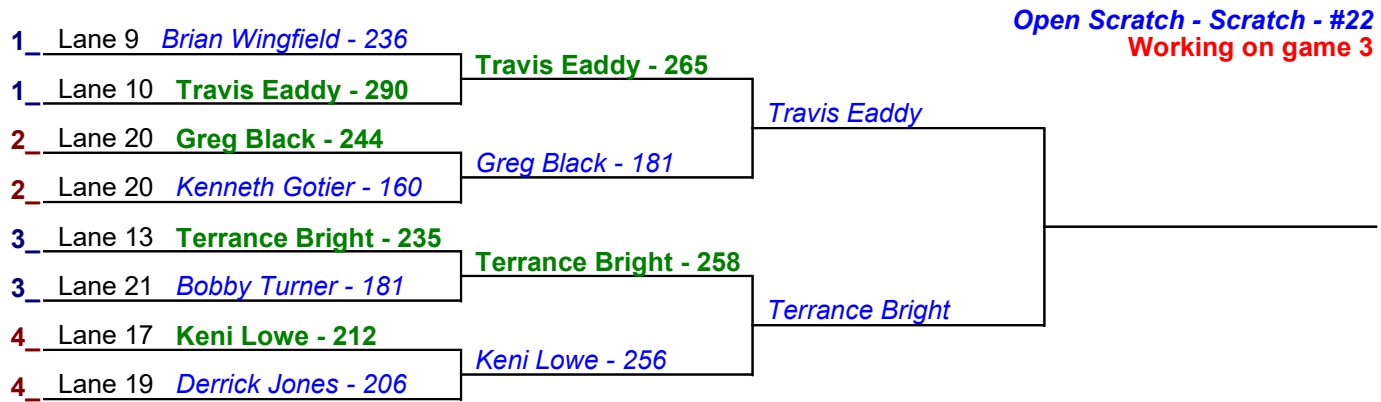 Open Scratch - Scratch - #22
Working on game 3
1_ Lane 9 Brian Wingfield - 236
Travis Eaddy - 265
1_ Lane 10 Travis Eaddy - 290
Travis Eaddy
2_ Lane 20 Greg Black - 244
Greg Black - 181
2_ Lane 20 Kenneth Gotier - 160
3_ Lane 13 Terrance Bright - 235
Terrance Bright - 258
3_ Lane 21 Bobby Turner - 181
Terrance Bright
4_ Lane 17 Keni Lowe - 212
Keni Lowe - 256
4_ Lane 19 Derrick Jones - 206